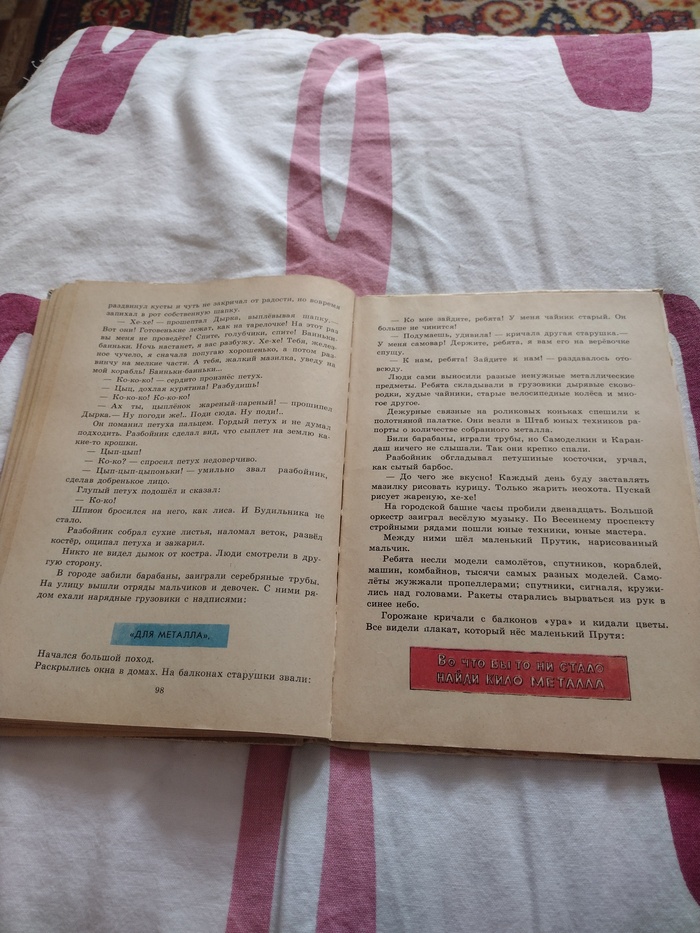 раздвинул кусты и чуть не закричал от радости, но вовремя
запихал в рот собственную шапку.
— Хе-хе! — прошептал Дырка, выплёвывая шапку.—
Вот они! Готовенькие лежат, как на тарелочке! На этот раз
вы меня не проведёте! Спите, голубчики, спите! Баиньки-
баиньки. Ночь настанет, я вас разбужу. Хе-хе! Тебя, желез-
ное чучело, я сначала попугаю хорошенько, а потом раз-
винчу на мелкие части. А тебя, жалкий мазилка, уведу на
мой корабль! Баиньки-баиньки...
— Ко-ко-ко! — сердито произнёс петух.
— Цыц, дохлая курятина! Разбудишь!
— Ко-ко-ко! Ко-ко-ко!
— Ах ты, цыплёнок жареный-пареный! — прошипел
Дырка.— Ну погоди же!.. Поди сюда. Ну поди!..
Он поманил петуха пальцем. Гордый петух и не думал
подходить. Разбойник сделал вид, что сыплет на землю ка-
кие-то крошки.
— Цып-цып!
— Ко-ко? — спросил петух недоверчиво.
— Цып-цып-цыпоньки! — умильно звал разбойник,
сделав добренькое лицо.
Глупый петух подошёл и сказал:
— Ко-ко!
Шпион бросился на него, как лиса. И Будильника не
стало.
Разбойник собрал сухие листья, наломал веток, развёл
костёр, ощипал петуха и зажарил.
Никто не видел дымок от костра. Люди смотрели в дру-
гую сторону.
В городе забили барабаны, заиграли серебряные трубы.
На улицу вышли отряды мальчиков и девочек. С ними ря-
дом ехали нарядные грузовики с надписями:
«ДЛЯ МЕТАЛЛА».
Начался большой поход.
Раскрылись окна в домах. На балконах старушки звали:
98
— Ко мне зайдите, ребята! У меня чайник старый. Он
больше не чинится!
— Подумаешь, удивила! — кричала другая старушка.—
У меня самовар! Держите, ребята, я вам его на верёвочке
спущу.
— К нам, ребята! Зайдите к нам! — раздавалось ото-
всюду.
Люди сами выносили разные ненужные металлические
предметы. Ребята складывали в грузовики дырявые сково-
родки, худые чайники, старые велосипедные колёса и мно-
гое другое.
Дежурные связные на роликовых коньках спешили к
полотняной палатке. Они везли в Штаб юных техников ра-
порты о количестве собранного металла.
Били барабаны, играли трубы, но Самоделкин и Каран-
даш ничего не слышали. Так они крепко спали.
Разбойник обгладывал петушиные косточки, урчал,
как сытый барбос.
— До чего же вкусно! Каждый день буду заставлять
мазилку рисовать курицу. Только жарить неохота. Пускай
рисует жареную, хе-хе!
На городской башне часы пробили двенадцать. Большой
оркестр заиграл весёлую музыку. По Весеннему проспекту
стройными рядами пошли юные техники, юные мастера.
Между ними шёл маленький Прутик, нарисованный
мальчик.
Ребята несли модели самолётов, спутников, кораблей,
машин, комбайнов, тысячи самых разных моделей. Само-
лёты жужжали пропеллерами; спутники, сигналя, кружи-
лись над головами. Ракеты старались вырваться из рук в
синее небо.
Горожане кричали с балконов «ура» и кидали цветы.
Все видели плакат, который нёс маленький Прутя:
ВО ЧТО БЫ ТО НИ СТАЛО
НАЙДИ КИЛО МЕТАЛЛА